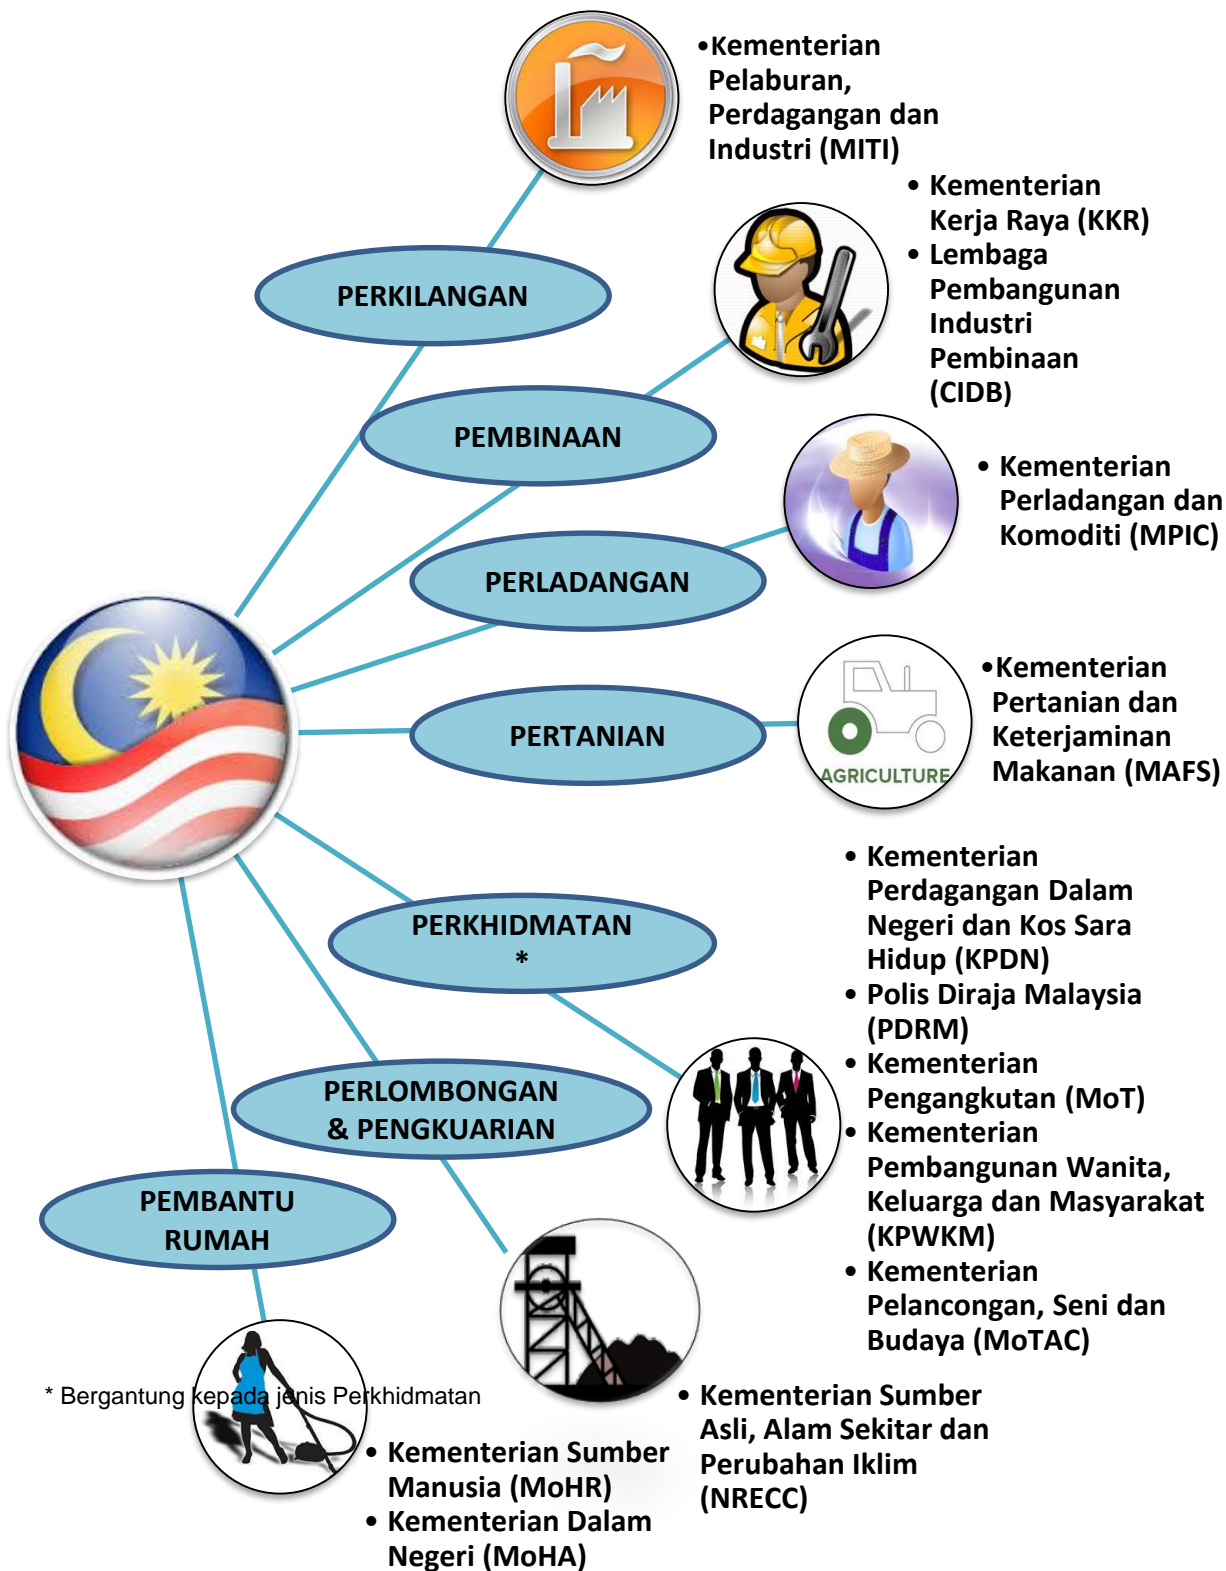 •Kementerian
Pelaburan,
Perdagangan dan
Industri (MITI)
PERKILANGAN
• Kementerian
Kerja Raya (KKR)
• Lembaga
Pembangunan
Industri
Pembinaan
(CIDB)
PEMBINAAN
• Kementerian
Perladangan dan
Komoditi (MPIC)
PERLADANGAN
•Kementerian
Pertanian dan
Keterjaminan
Makanan (MAFS)
PERTANIAN
AGRICULTURE
• Kementerian
Perdagangan Dalam
Negeri dan Kos Sara
Hidup (KPDN)
• Polis Diraja Malaysia
(PDRM)
• Kementerian
Pengangkutan (MoT)
• Kementerian
Pembangunan Wanita,
Keluarga dan Masyarakat
(KPWKM)
• Kementerian
Pelancongan, Seni dan
Budaya (MoTAC)
PERKHIDMATAN
*
PERLOMBONGAN
& PENGKUARIAN
• Kementerian Sumber
Asli, Alam Sekitar dan
Perubahan Iklim
(NRECC)
PEMBANTU
RUMAH
* Bergantung kepada jenis Perkhidmatan
• Kementerian Sumber
Manusia (MoHR)
• Kementerian Dalam
Negeri (MoHA)